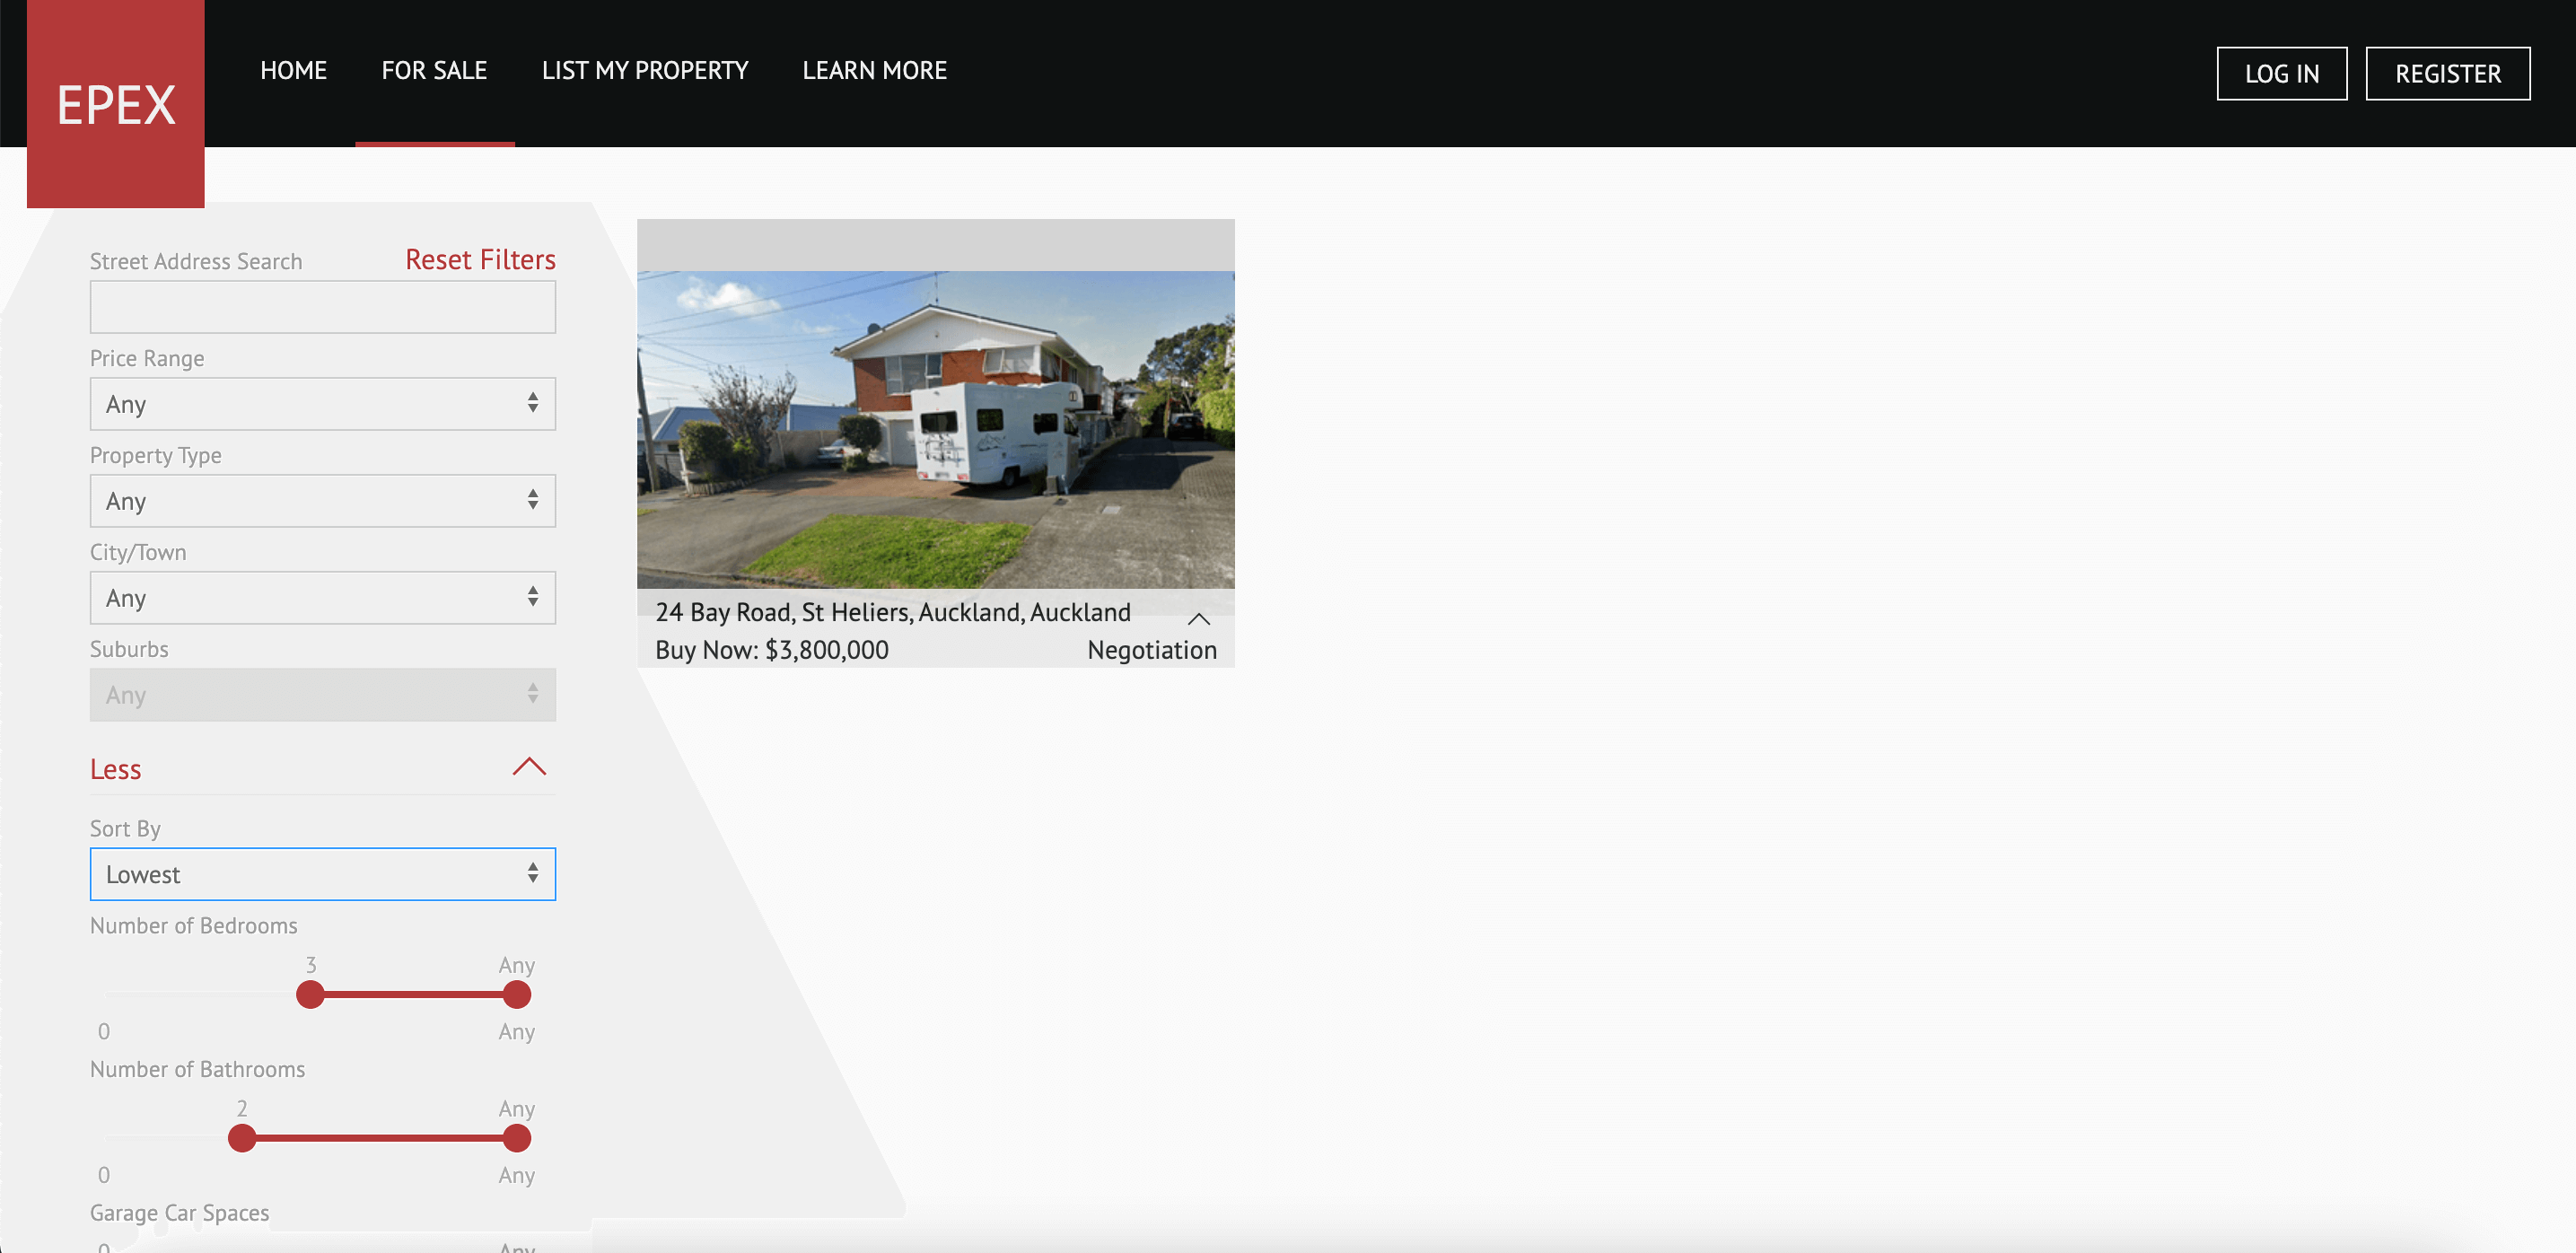 EPEX
HOME
FOR SALE
LIST MY PROPERTY
LEARN MORE
LOG IN
REGISTER
Street Address Search
Reset Filters
Price Range
Any
Property Type
Any
City/Town
Any
Suburbs
Any
Less
Sort By
Lowest
Number of Bedrooms
3 Any
0 Any
Number of Bathrooms
2 Any
0 Any
Garage Car Spaces
0 Any
24 Bay Road, St Heliers, Auckland, Auckland
Buy Now: $3,800,000
Negotiation